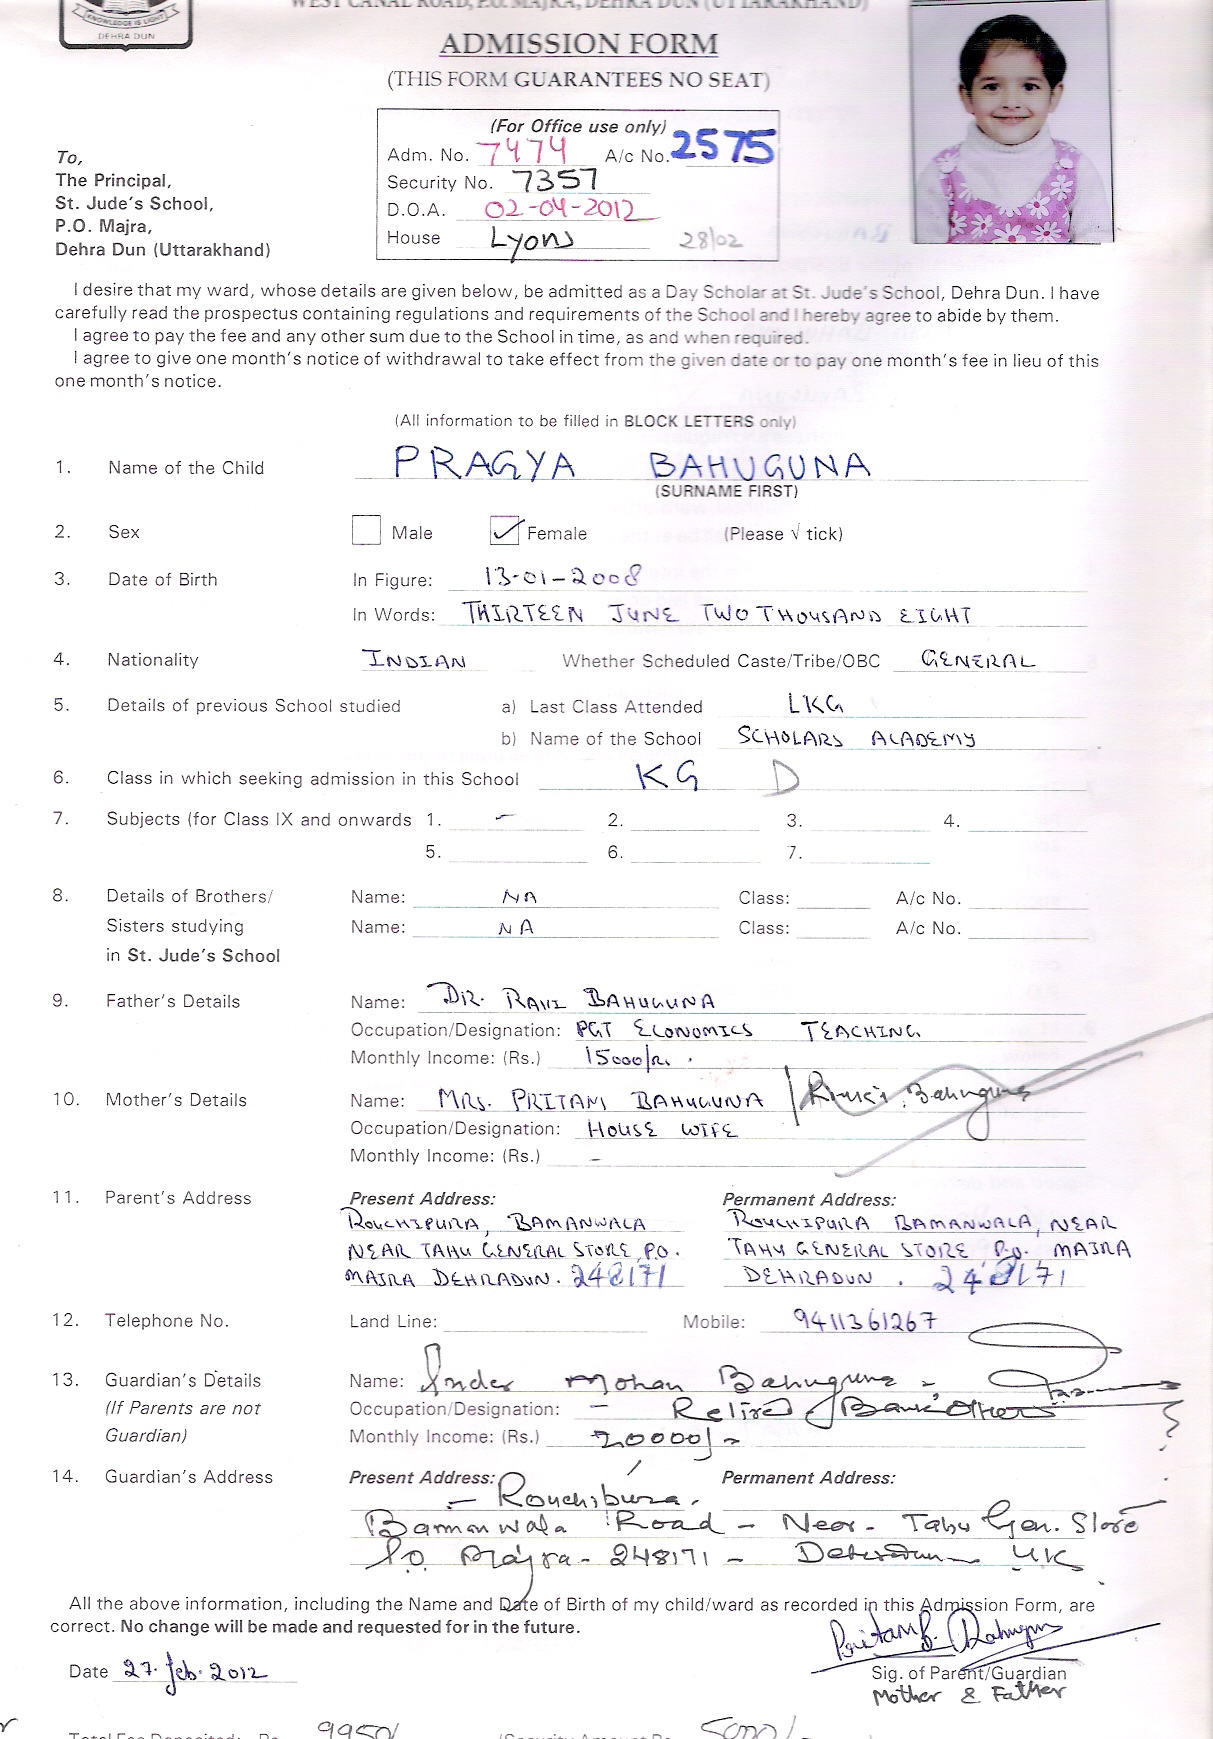 WEST CANAL ROAD, P.O. MAJRA, DEHRA DUN (UTTARAKHAND)
KNOWLEDGE IS LIGHT
DEHRA DUN
ADMISSION FORM
(THIS FORM GUARANTEES NO SEAT)
(For Office use only)
Adm. No. 7474 A/c No. 2575
Security No. 7357
D.O.A. 02-04-2012
House Lyons 28/02
To,
The Principal,
St. Jude's School,
P.O. Majra,
Dehra Dun (Uttarakhand)
I desire that my ward, whose details are given below, be admitted as a Day Scholar at St. Jude's School, Dehra Dun. I have
carefully read the prospectus containing regulations and requirements of the School and I hereby agree to abide by them.
I agree to pay the fee and any other sum due to the School in time, as and when required.
I agree to give one month's notice of withdrawal to take effect from the given date or to pay one month's fee in lieu of this
one month's notice.
(All information to be filled in BLOCK LETTERS only)
1. Name of the Child PRAGYA BAHUGUNA
(SURNAME FIRST)
2. Sex Male Female (Please √ tick)
3. Date of Birth In Figure: 13-01-2008
In Words: THIRTEEN JUNE TWO THOUSAND EIGHT
4. Nationality INDIAN Whether Scheduled Caste/Tribe/OBC GENERAL
5. Details of previous School studied a) Last Class Attended LKG
b) Name of the School SCHOLARS ACADEMY
6. Class in which seeking admission in this School KG D
7. Subjects (for Class IX and onwards 1. - 2. 3. 4.
5. 6. 7.
8. Details of Brothers/ Name: NA Class: A/c No.
Sisters studying Name: NA Class: A/c No.
in St. Jude's School
9. Father's Details Name: DR. RAVI BAHUGUNA
Occupation/Designation: PGT ECONOMICS TEACHING
Monthly Income: (Rs.) 15000/-
10. Mother's Details Name: MRS. PRITAM BAHUGUNA Bahuguna
Occupation/Designation: HOUSE WIFE
Monthly Income: (Rs.) -
11. Parent's Address Present Address: Permanent Address:
ROUCHIPURA, BAMANWALA ROUCHIPURA BAMANWALA, NEAR
NEAR TAHU GENERAL STORE P.O. TAHU GENERAL STORE P.O. MAJRA
MAJRA DEHRADUN. 248171 DEHRADUN. 248171
12. Telephone No. Land Line: Mobile: 9411361267
13. Guardian's Details Name: Inder Mohan Bahuguna
(If Parents are not Occupation/Designation: - Retired Bank Officer
Guardian) Monthly Income: (Rs.) 20000/-
14. Guardian's Address Present Address: Permanent Address:
- Rouchipura.
Bamanwala Road - Near - Tahu Gen. Store
P.O Majra - 248171 - Dehradun UK
All the above information, including the Name and Date of Birth of my child/ward as recorded in this Admission Form, are
correct. No change will be made and requested for in the future.
Date 27. Feb. 2012 Pritam B. Bahuguna
Sig. of Parent/Guardian
Mother & Father
Total Fee Deposited: Rs. 9950/ (Security Amount Rs. 5000/